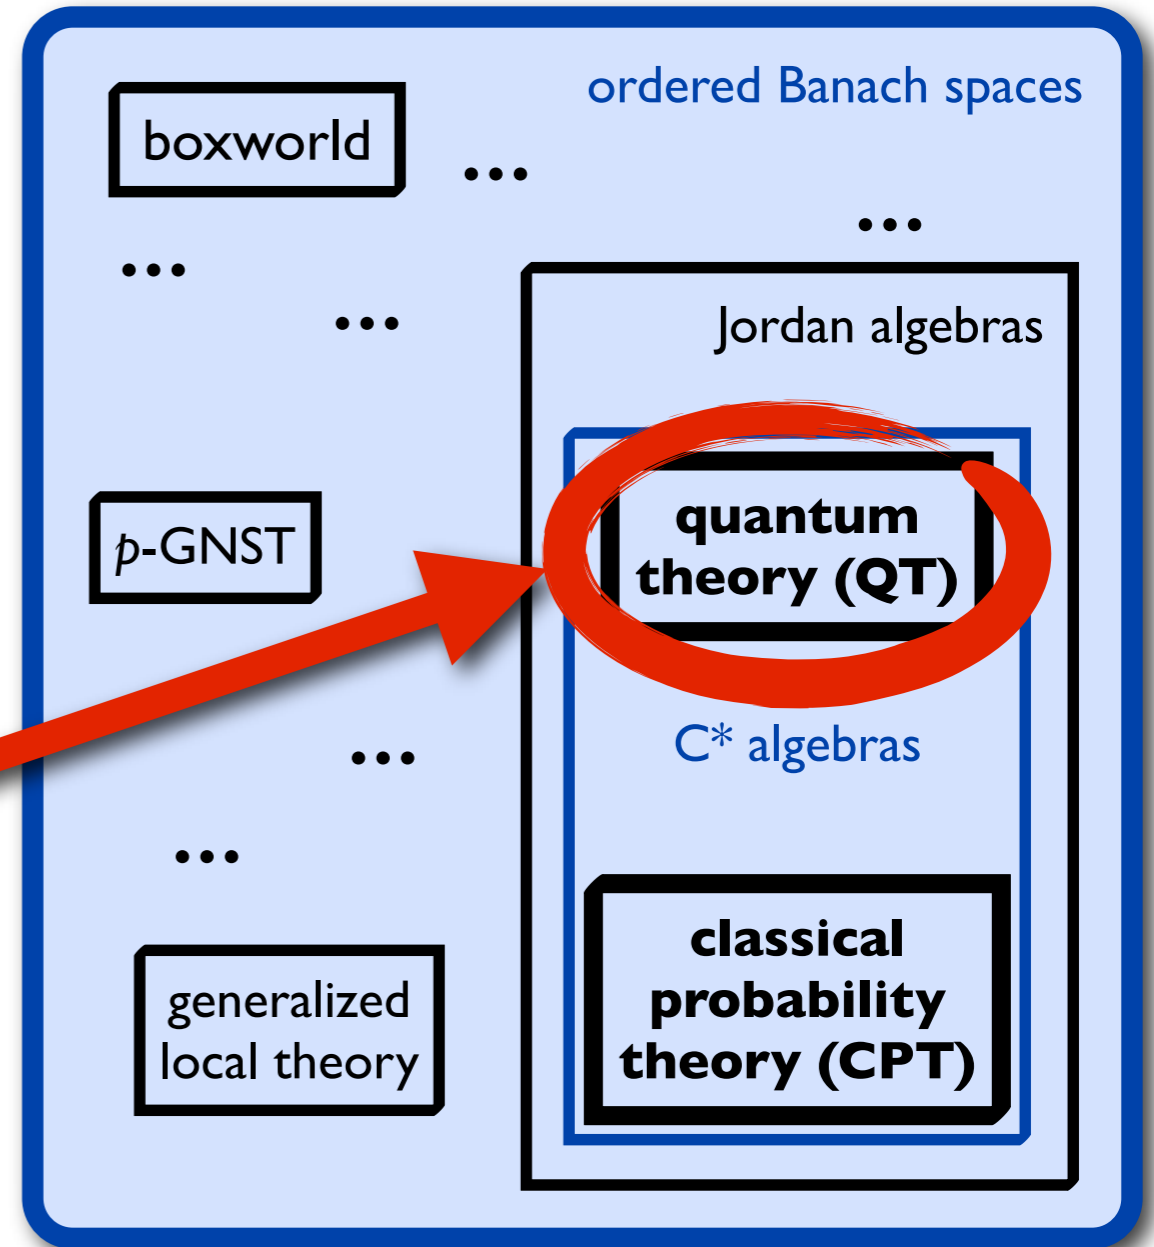 ordered Banach spaces
boxworld
...
...
...
...
Jordan algebras
p-GNST
quantum
theory (QT)
C* algebras
...
...
generalized
local theory
classical
probability
theory (CPT)